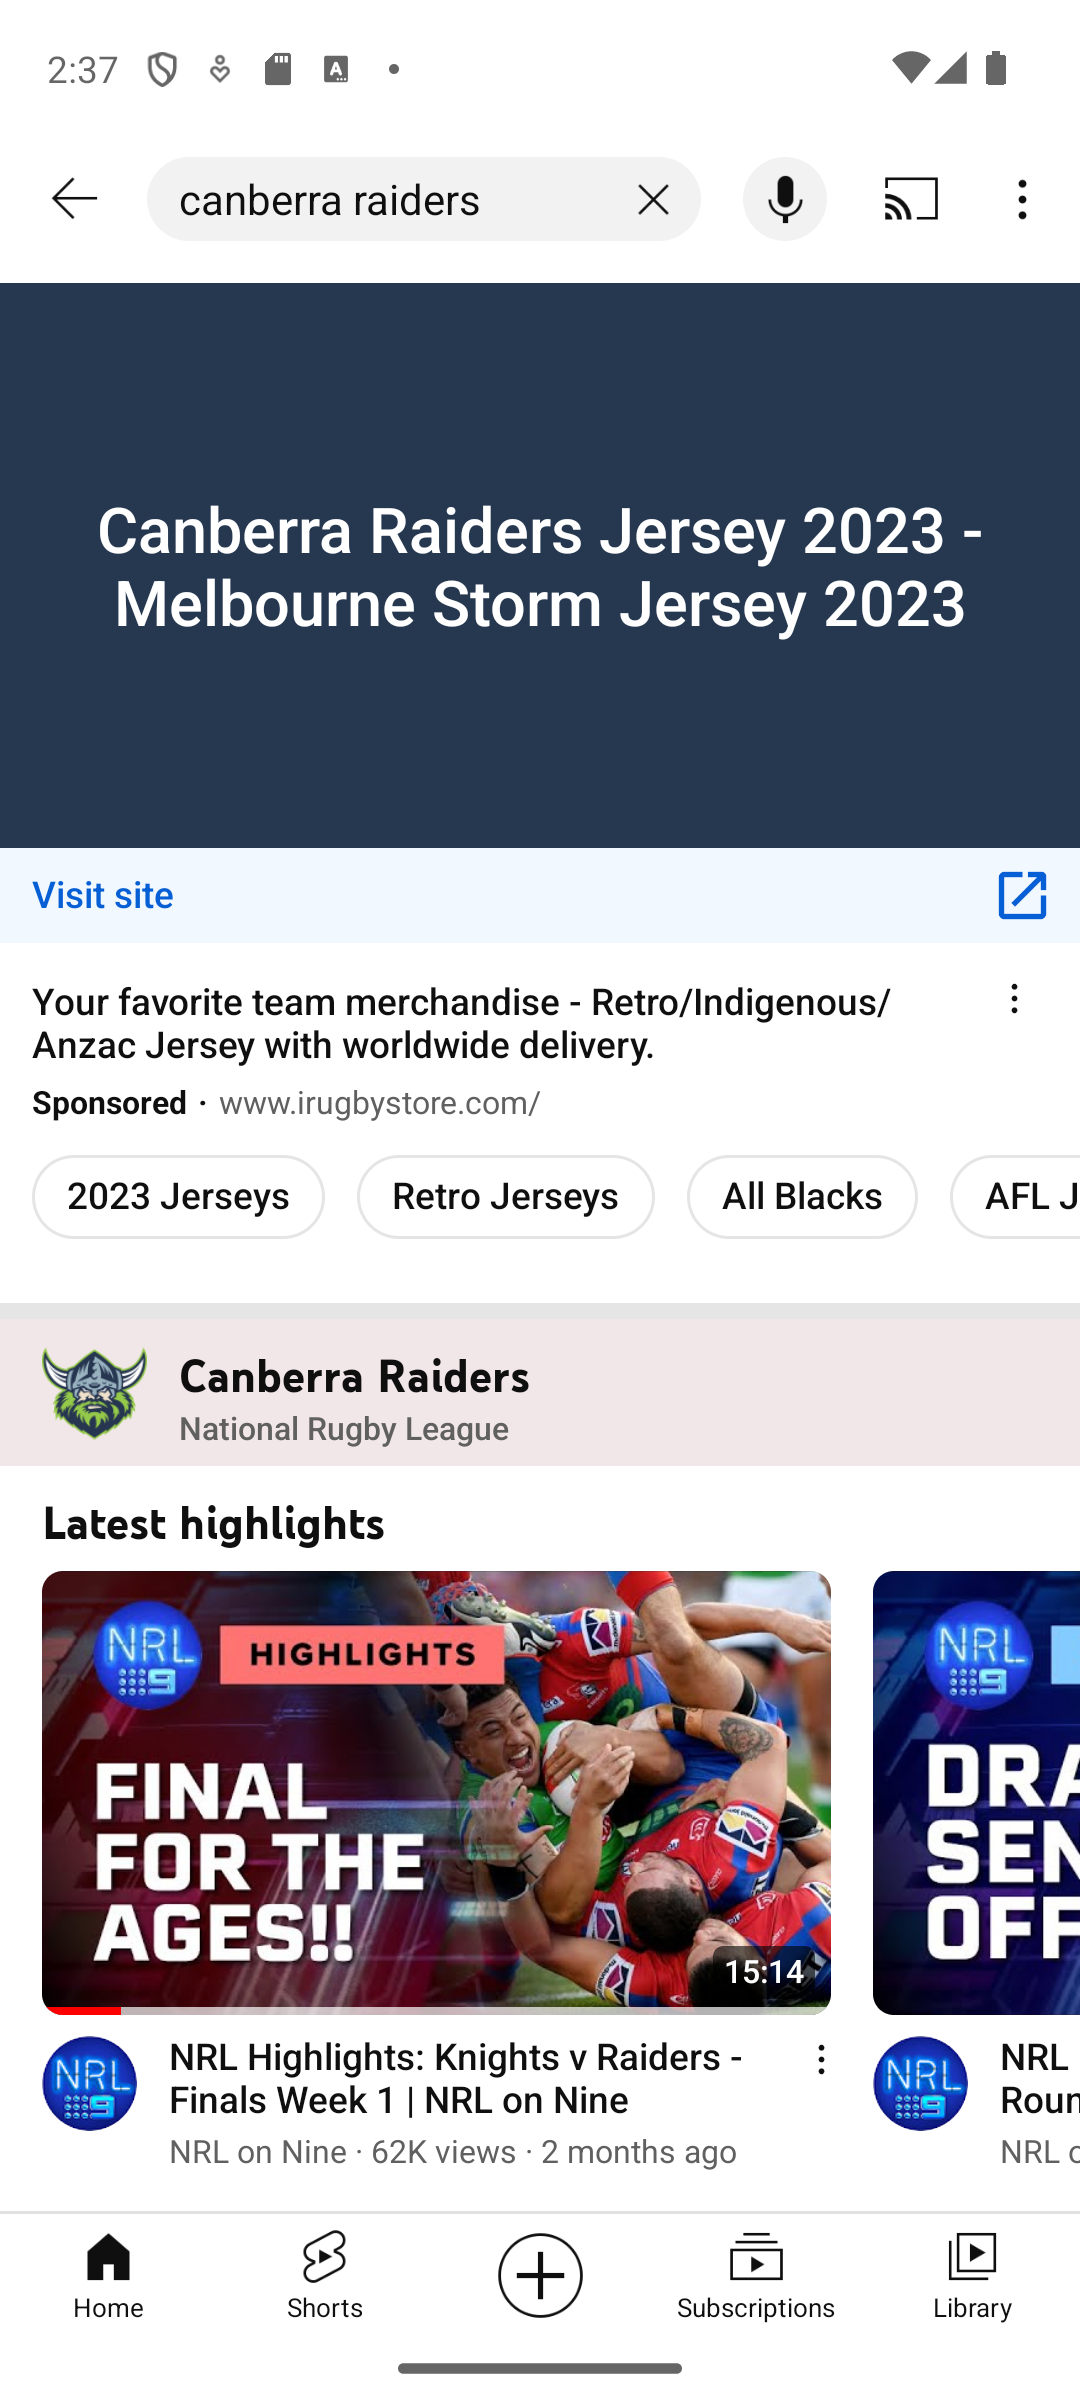 2:37
canberra raiders
Canberra Raiders Jersey 2023 -
Melbourne Storm Jersey 2023
Visit site
Your favorite team merchandise - Retro/Indigenous/
Anzac Jersey with worldwide delivery.
Sponsored · www.irugbystore.com/
2023 Jerseys
Retro Jerseys
All Blacks
AFL J
Canberra Raiders
National Rugby League
Latest highlights
NRL
9
HIGHLIGHTS
FINAL
FOR THE
AGES!!
15:14
NRL
9
DRA
SEN
OFF
NRL
9
NRL Highlights: Knights v Raiders -
Finals Week 1 | NRL on Nine
NRL on Nine · 62K views · 2 months ago
NRL
9
NRL
Roun
NRL o
Home
Shorts
Subscriptions
Library